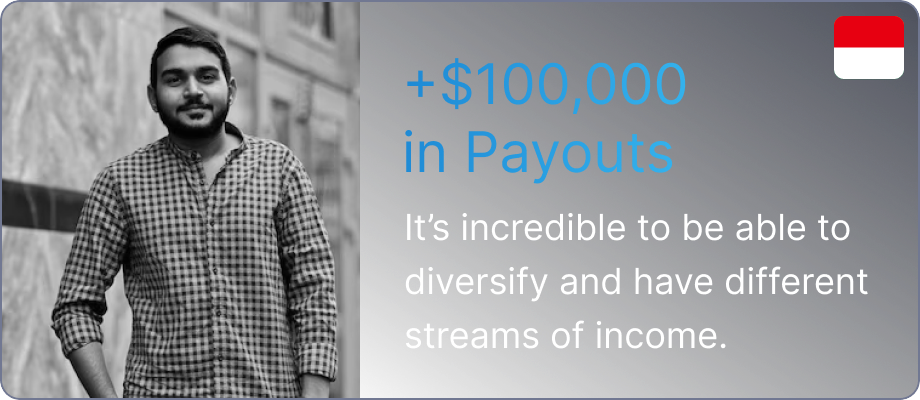 +$100,000
in Payouts
It’s incredible to be able to
diversify and have different
streams of income.